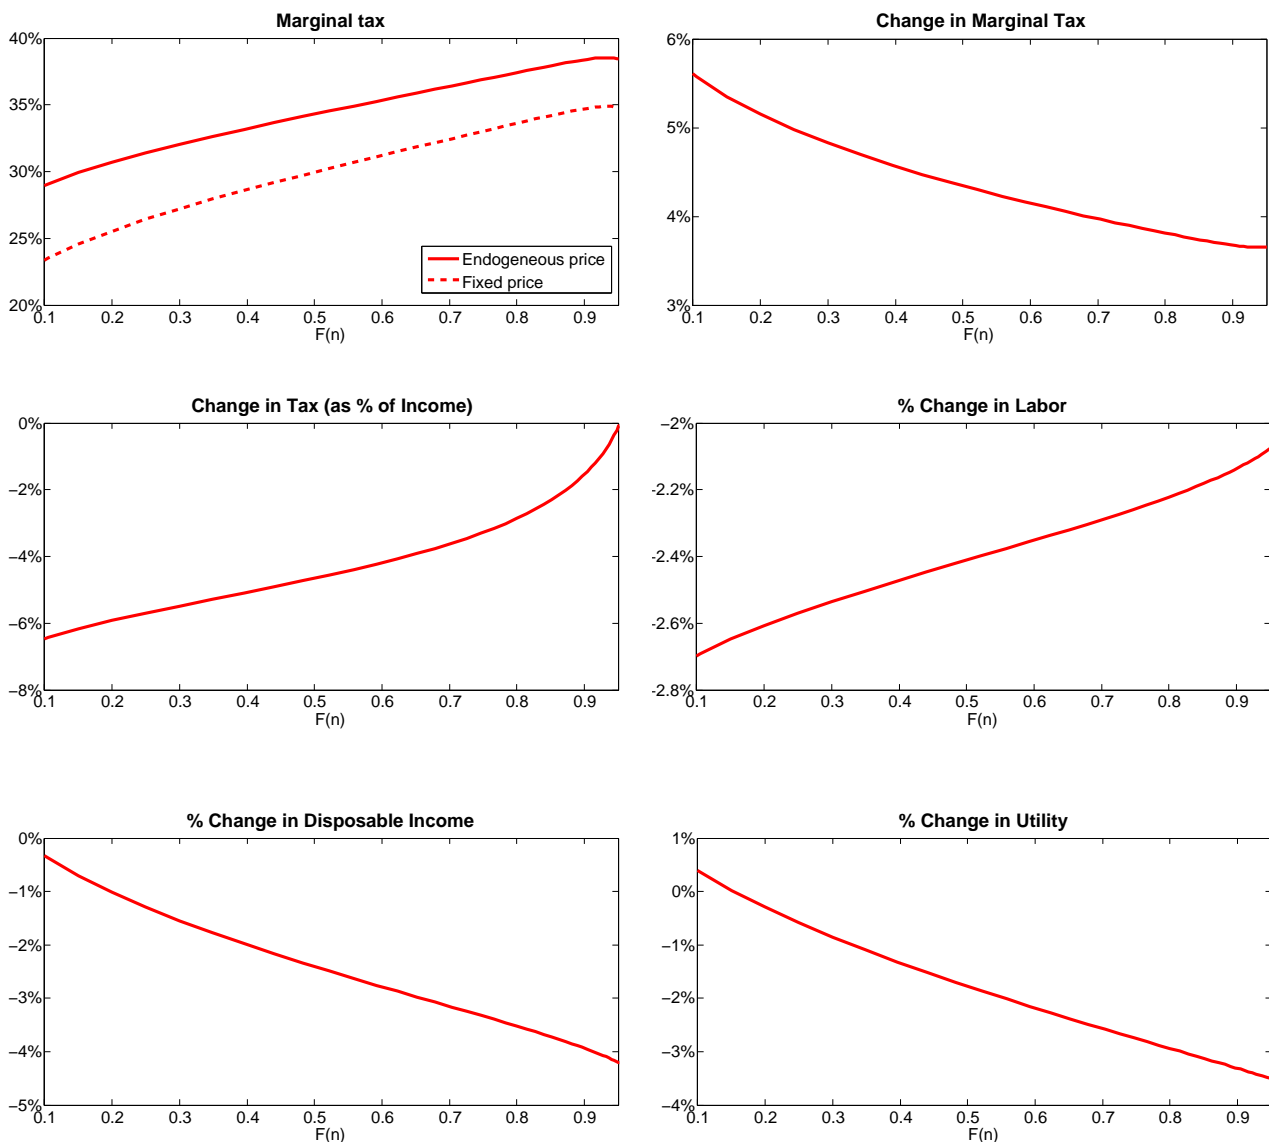 Marginal tax
40%
35%
30%
25%
20%
0.1 0.2 0.3 0.4 0.5 0.6 0.7 0.8 0.9
F(n)
Endogeneous price
Fixed price
Change in Marginal Tax
6%
5%
4%
3%
0.1 0.2 0.3 0.4 0.5 0.6 0.7 0.8 0.9
F(n)
Change in Tax (as % of Income)
0%
−2%
−4%
−6%
−8%
0.1 0.2 0.3 0.4 0.5 0.6 0.7 0.8 0.9
F(n)
% Change in Labor
−2%
-2.2%
-2.4%
-2.6%
-2.8%
0.1 0.2 0.3 0.4 0.5 0.6 0.7 0.8 0.9
F(n)
% Change in Disposable Income
0%
−1%
−2%
−3%
−4%
−5%
0.1 0.2 0.3 0.4 0.5 0.6 0.7 0.8 0.9
F(n)
% Change in Utility
1%
0%
−1%
−2%
−3%
−4%
0.1 0.2 0.3 0.4 0.5 0.6 0.7 0.8 0.9
F(n)